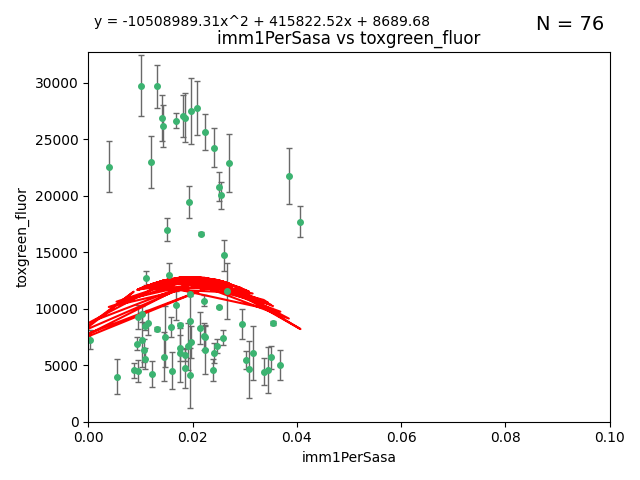 y = -10508989.31x^2 + 415822.52x + 8689.68
N = 76
imm1PerSasa vs toxgreen_fluor
30000
25000
20000
15000
10000
5000
0
toxgreen_fluor
0.00 0.02 0.04 0.06 0.08 0.10
imm1PerSasa